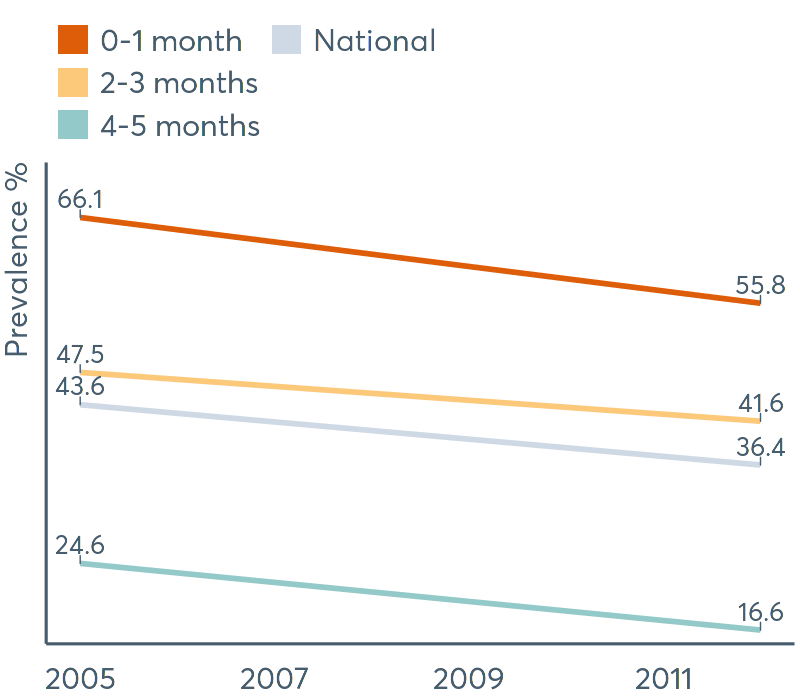 0-1 month
National
2-3 months
4-5 months
Prevalence %
66.1
55.8
47.5
43.6
41.6
36.4
24.6
16.6
2005
2007
2009
2011